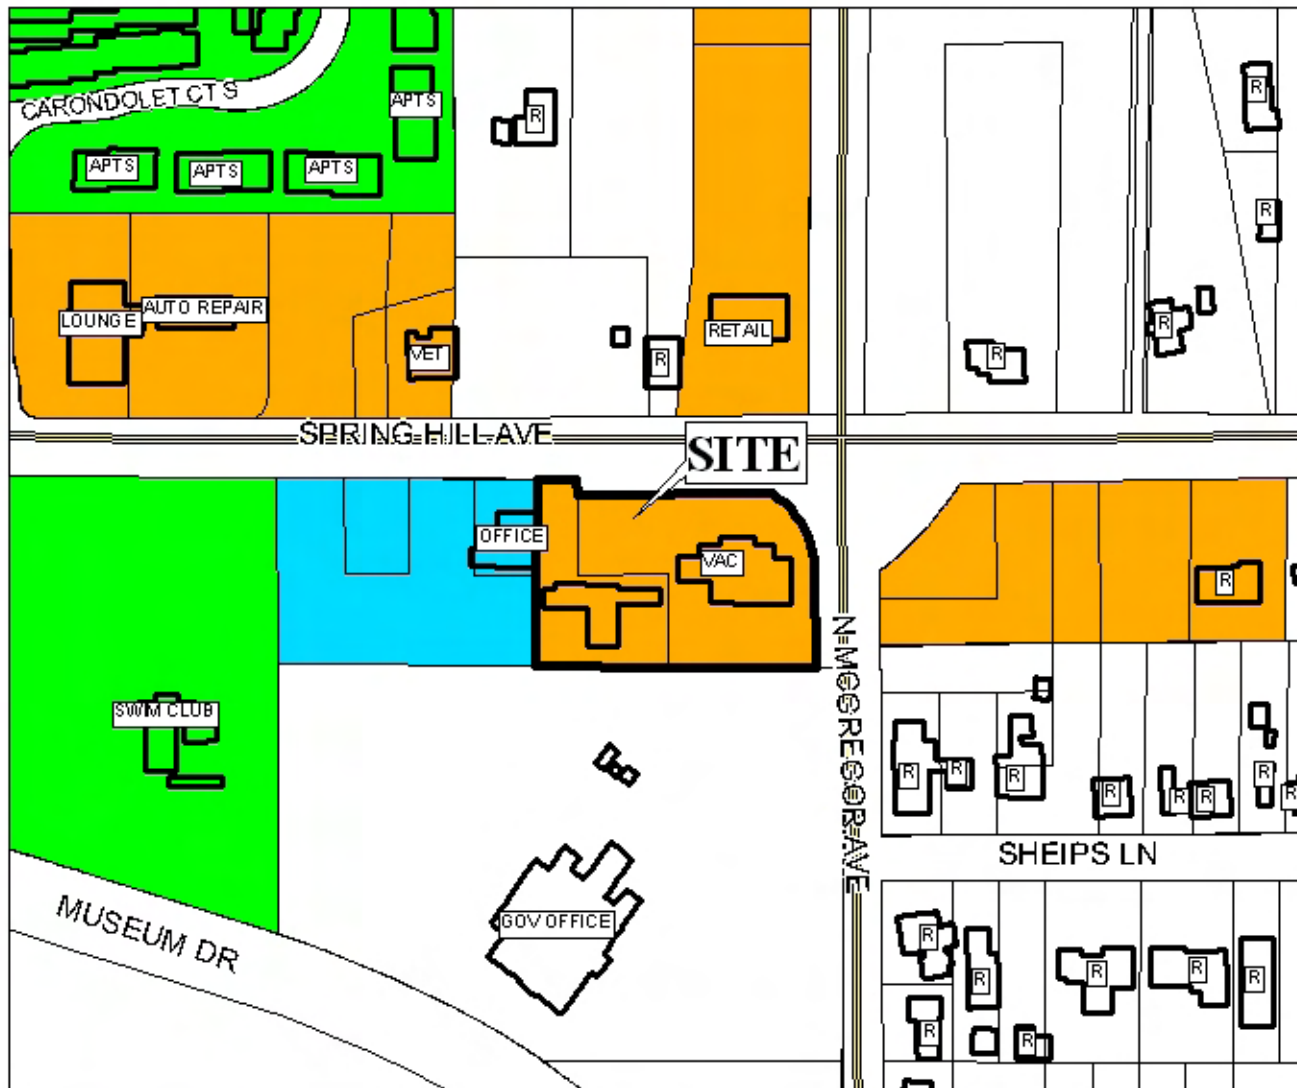 CARONDOLET CT S
APTS
R
R
APTS
APTS
APTS
R
LOUNGE
AUTO REPAIR
VET
R
RETAIL
R
R
SPRING HILL AVE
SITE
OFFICE
VAC
R
N MCGREGOR AVE
SWIM CLUB
R
R
R
R
R
R
R
R
SHEIPS LN
MUSEUM DR
GOV OFFICE
R
R
R
R
R
R
R